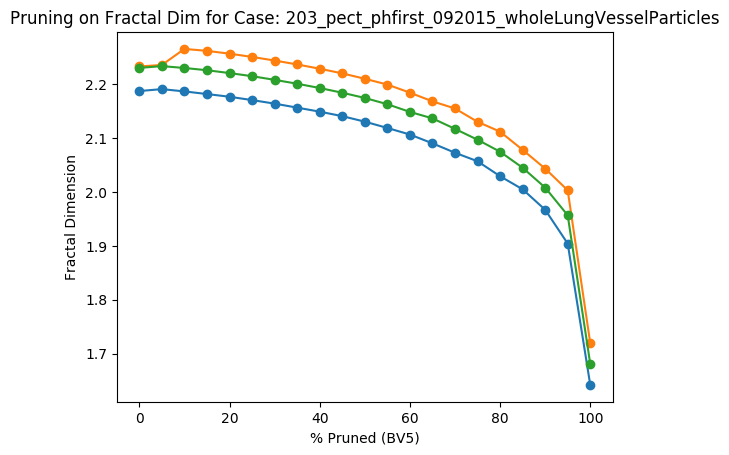 Pruning on Fractal Dim for Case: 203_pect_phfirst_092015_wholeLungVesselParticles
2.2
2.1
2.0
1.9
1.8
1.7
Fractal Dimension
0 20 40 60 80 100
% Pruned (BV5)